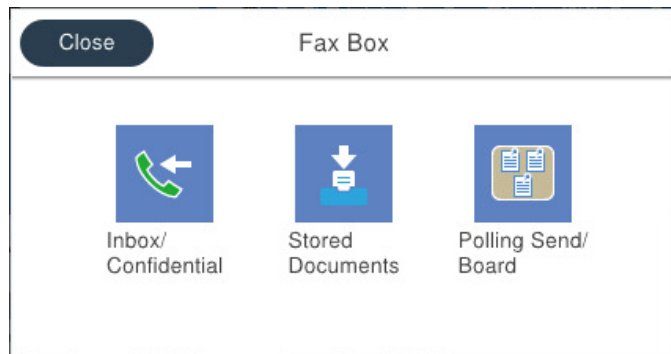 Close
Fax Box
Inbox/
Confidential
Stored
Documents
Polling Send/
Board